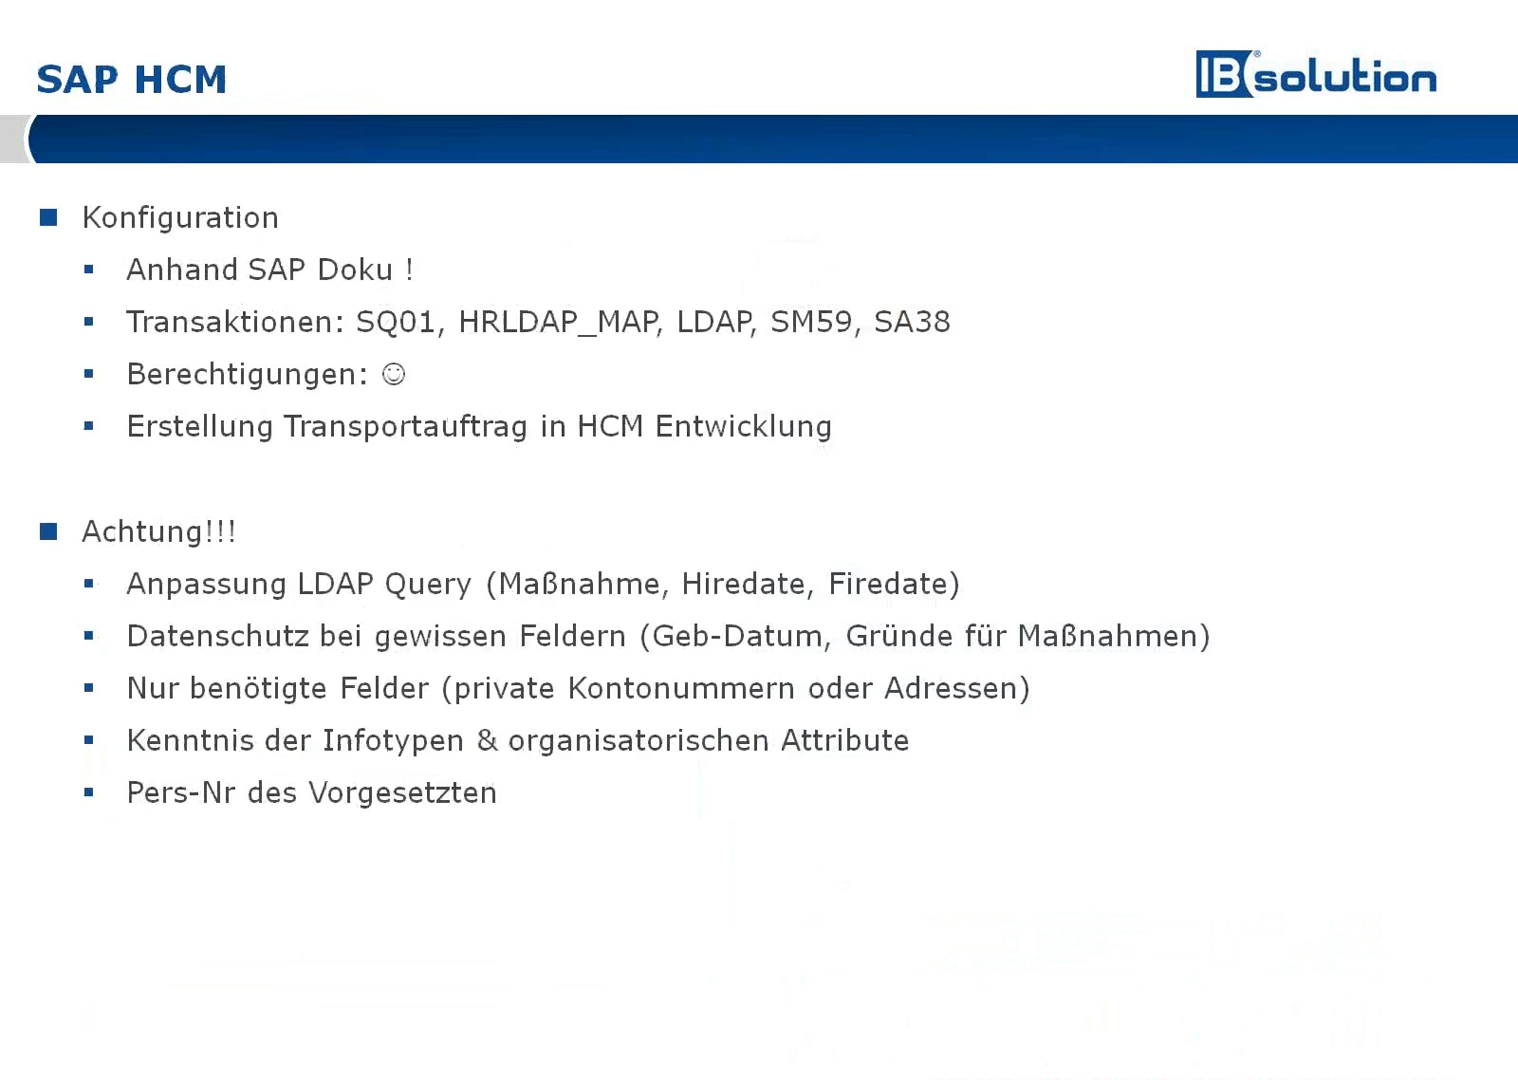 SAP HCM
IBsolution®
Konfiguration
Anhand SAP Doku !
Transaktionen: SQ01, HRLDAP_MAP, LDAP, SM59, SA38
Berechtigungen: ☺
Erstellung Transportauftrag in HCM Entwicklung
Achtung!!!
Anpassung LDAP Query (Maßnahme, Hiredate, Firedate)
Datenschutz bei gewissen Feldern (Geb-Datum, Gründe für Maßnahmen)
Nur benötigte Felder (private Kontonummern oder Adressen)
Kenntnis der Infotypen & organisatorischen Attribute
Pers-Nr des Vorgesetzten